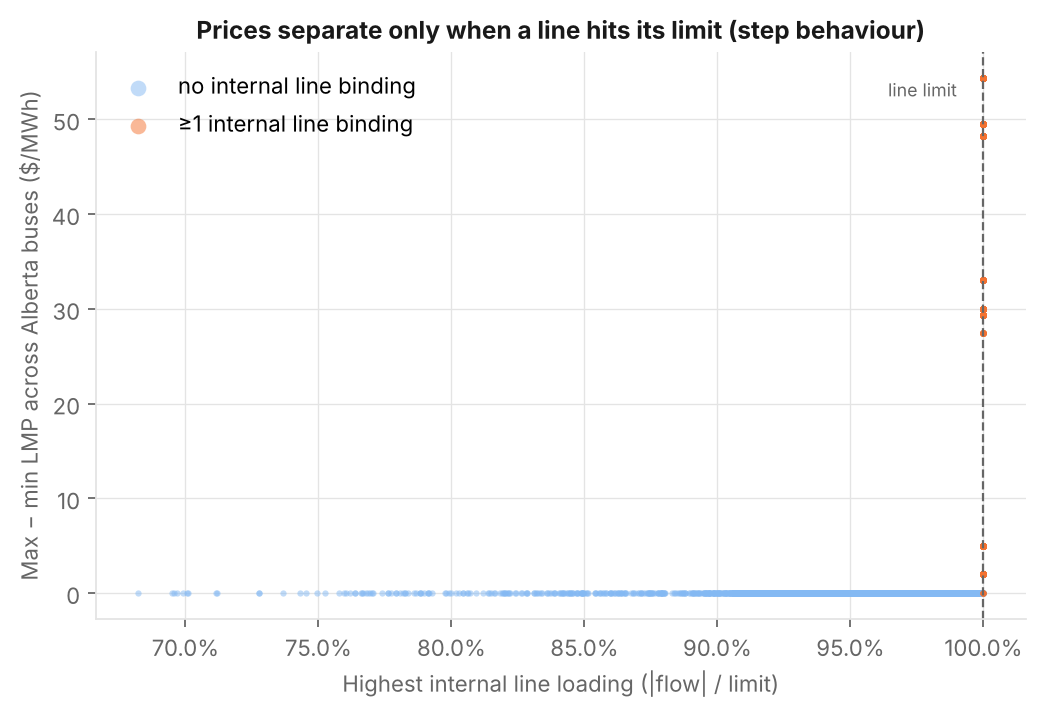 Prices separate only when a line hits its limit (step behaviour)
no internal line binding
≥1 internal line binding
line limit
Max − min LMP across Alberta buses ($/MWh)
50
40
30
20
10
0
70.0%
75.0%
80.0%
85.0%
90.0%
95.0%
100.0%
Highest internal line loading (|flow| / limit)